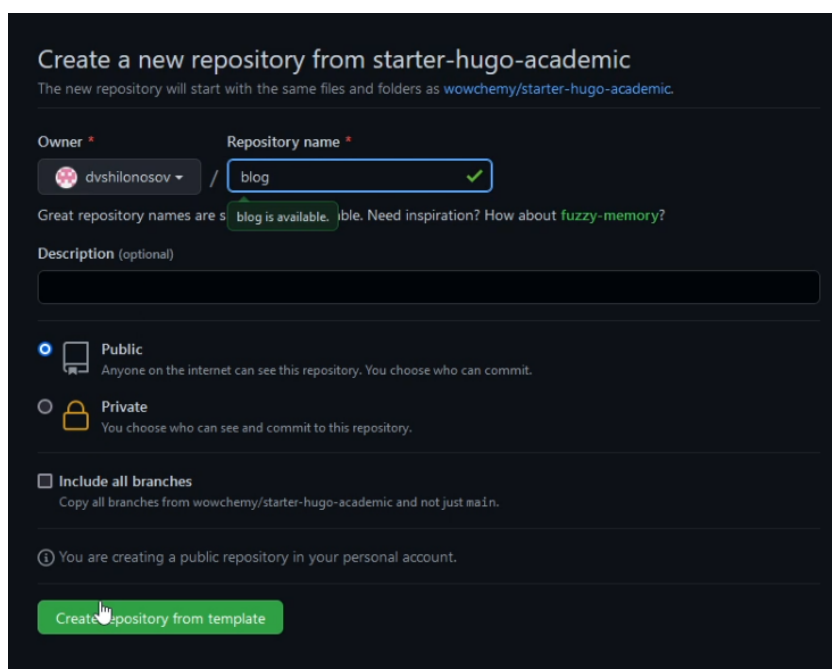 Create a new repository from starter-hugo-academic
The new repository will start with the same files and folders as wowchemy/starter-hugo-academic.
Owner * Repository name *
dvshilonosov / blog
Great repository names are s ble. Need inspiration? How about fuzzy-memory?
blog is available.
Description (optional)
Public
Anyone on the internet can see this repository. You choose who can commit.
Private
You choose who can see and commit to this repository.
Include all branches
Copy all branches from wowchemy/starter-hugo-academic and not just main.
You are creating a public repository in your personal account.
Create repository from template